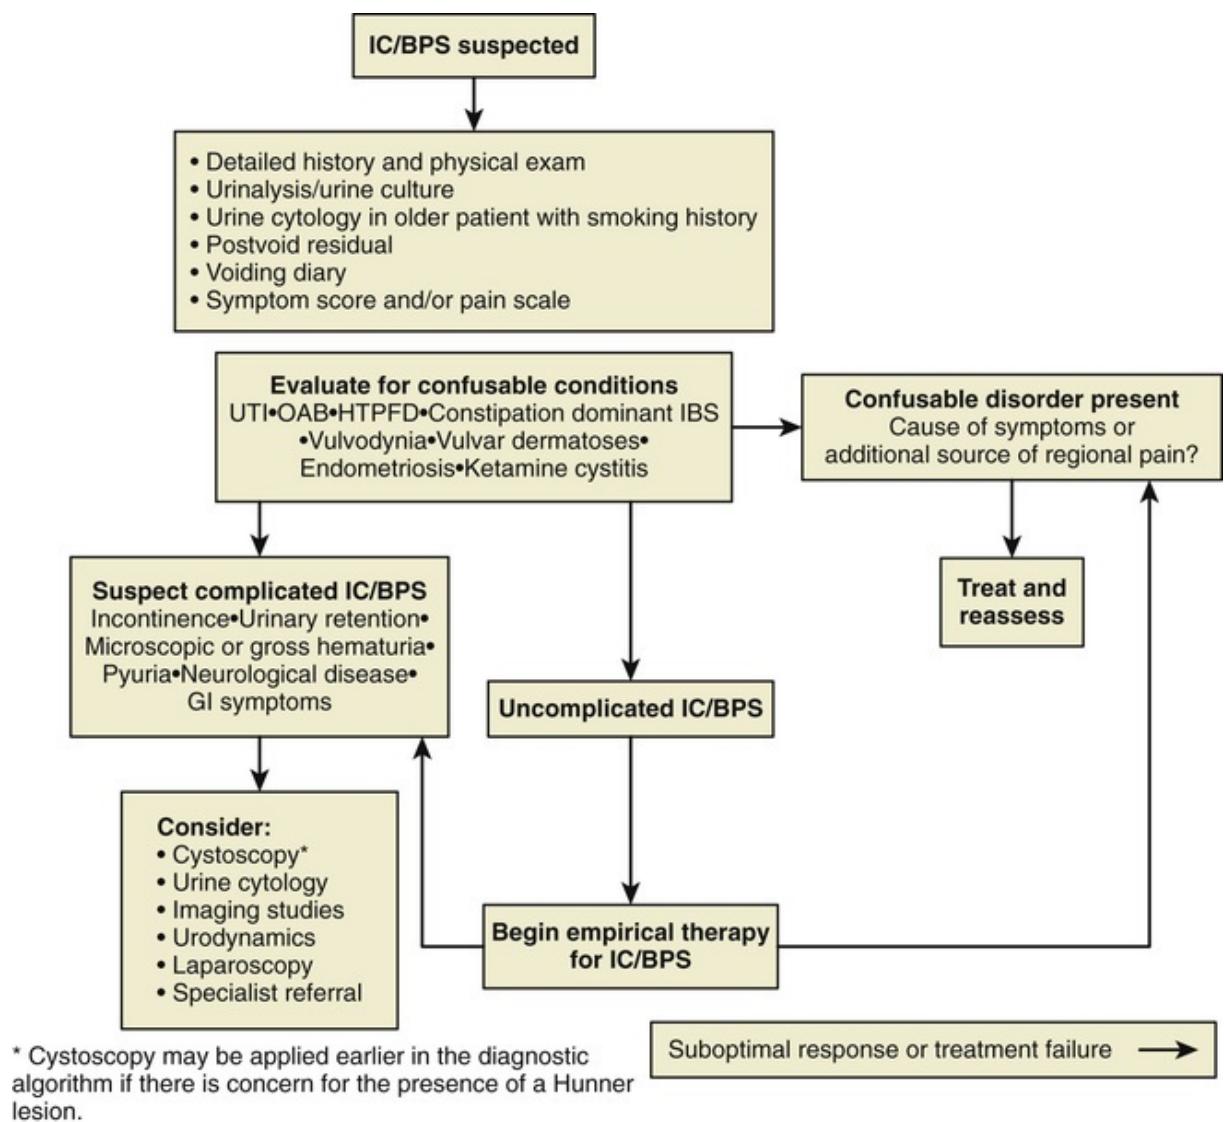 IC/BPS suspected
• Detailed history and physical exam
• Urinalysis/urine culture
• Urine cytology in older patient with smoking history
• Postvoid residual
• Voiding diary
• Symptom score and/or pain scale
Evaluate for confusable conditions
UTI•OAB•HTPFD•Constipation dominant IBS
•Vulvodynia•Vulvar dermatoses•
Endometriosis•Ketamine cystitis
Confusable disorder present
Cause of symptoms or
additional source of regional pain?
Treat and
reassess
Suspect complicated IC/BPS
Incontinence•Urinary retention•
Microscopic or gross hematuria•
Pyuria•Neurological disease•
GI symptoms
Uncomplicated IC/BPS
Consider:
• Cystoscopy*
• Urine cytology
• Imaging studies
• Urodynamics
• Laparoscopy
• Specialist referral
Begin empirical therapy
for IC/BPS
Suboptimal response or treatment failure
* Cystoscopy may be applied earlier in the diagnostic
algorithm if there is concern for the presence of a Hunner
lesion.